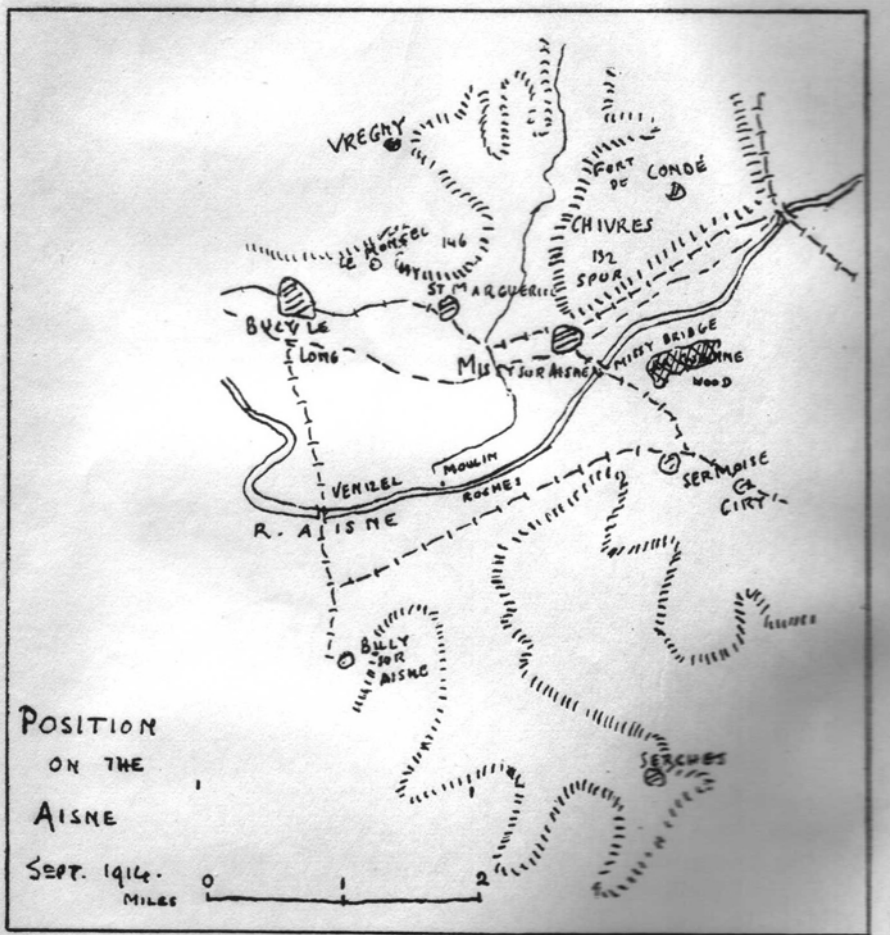 VREGNY
FORT
DE
CONDÉ
CHIVRES
132
SPUR
LE MONCEL
146
ST MARGUERITE
BUCY LE
LONG
MISSY SUR AISNE
MISSY BRIDGE
WOOD
MOULIN
ROCHES
VENIZEL
R. AISNE
SERMOISE
CIRY
BILLY
SUR
AISNE
SERCHES
POSITION
ON THE
AISNE
SEPT. 1914.
MILES
0 1 2